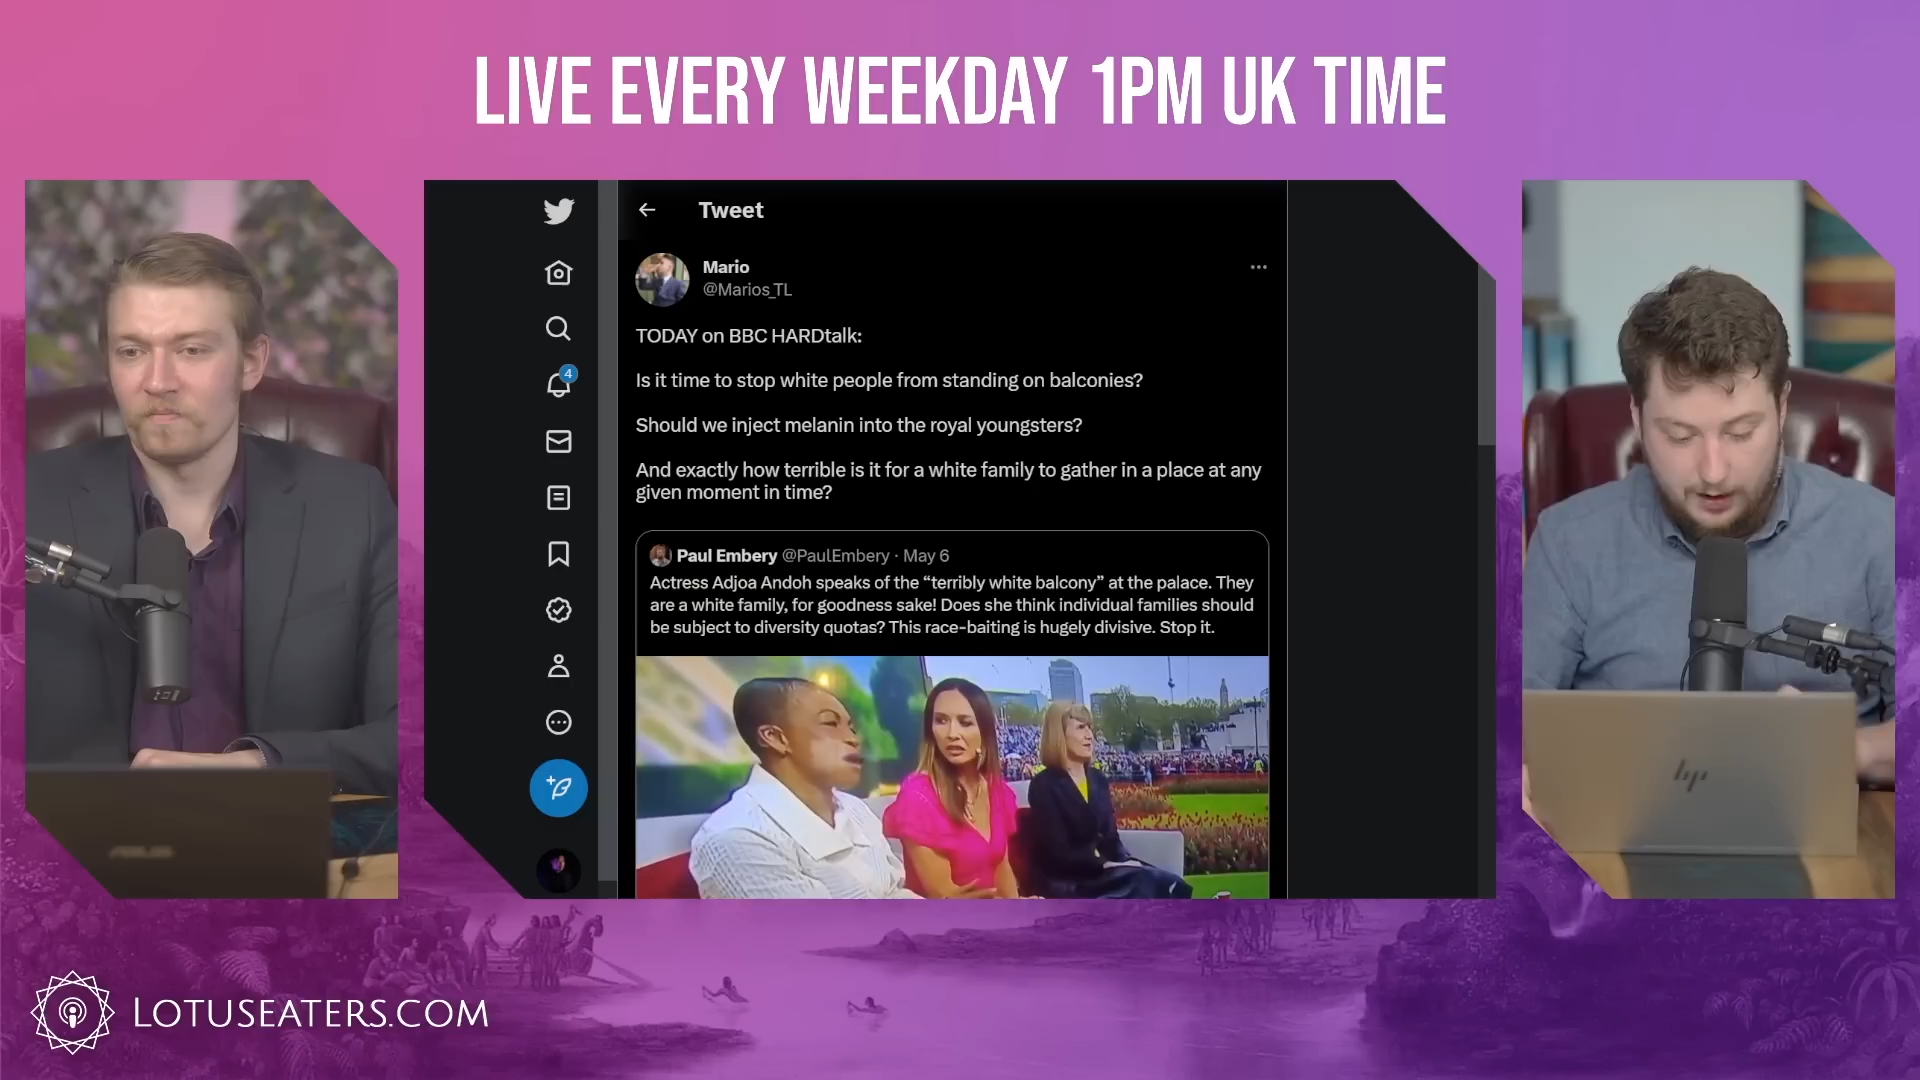 LIVE EVERY WEEKDAY 1PM UK TIME
Tweet
Mario
@Marios_TL
TODAY on BBC HARDtalk:
Is it time to stop white people from standing on balconies?
Should we inject melanin into the royal youngsters?
And exactly how terrible is it for a white family to gather in a place at any
given moment in time?
4
Paul Embery @PaulEmbery · May 6
Actress Adjoa Andoh speaks of the “terribly white balcony” at the palace. They
are a white family, for goodness sake! Does she think individual families should
be subject to diversity quotas? This race-baiting is hugely divisive. Stop it.
hp
ASUS
LOTUSEATERS.COM